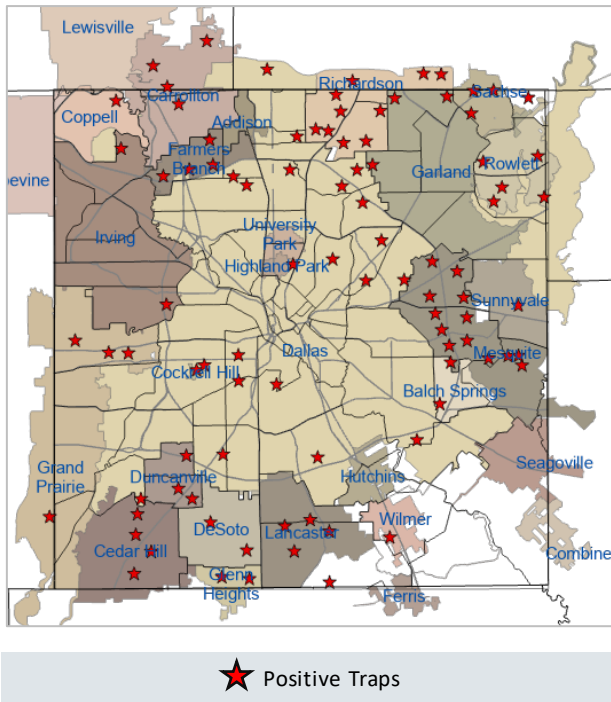 Lewisville
Richardson
Sachse
Carrollton
Coppell
Addison
Farmers
Branch
Garland
Rowlett
evine
University
Park
Irving
Highland Park
Sunnyvale
Dallas
Mesquite
Cockrell Hill
Balch Springs
Seagoville
Grand
Prairie
Duncanville
Hutchins
Wilmer
DeSoto
Lancaster
Cedar Hill
Combine
Glenn
Heights
Ferris
Positive Traps